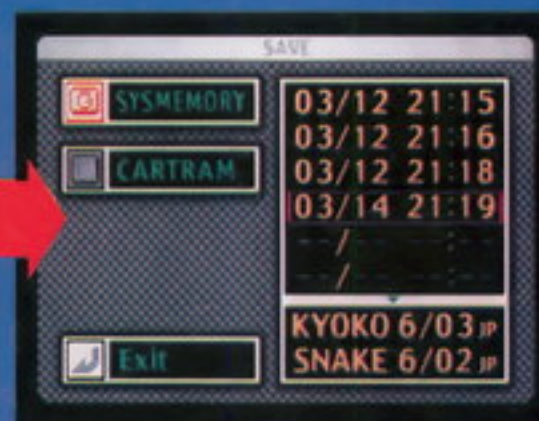 SAVE
SYSMEMORY
CARTRAM
Exit
03/12 21:15
03/12 21:16
03/12 21:18
03/14 21:19
--/-- --:--
--/-- --:--
KYOKO 6/03 JP
SNAKE 6/02 JP